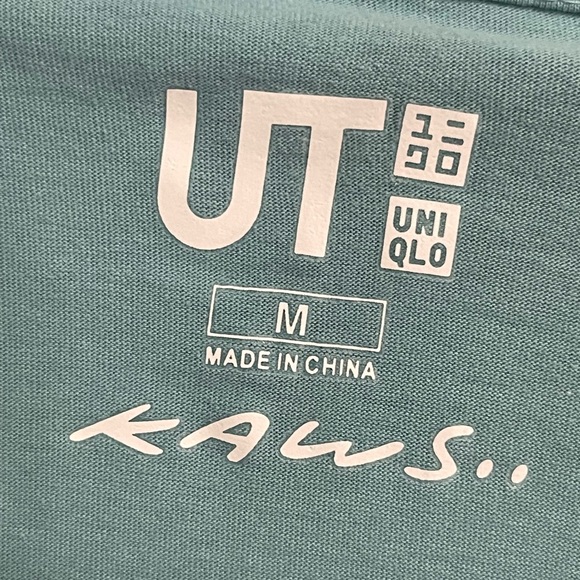 UT
ユニ
クロ
UNI
QLO
M
MADE IN CHINA
KAWS..